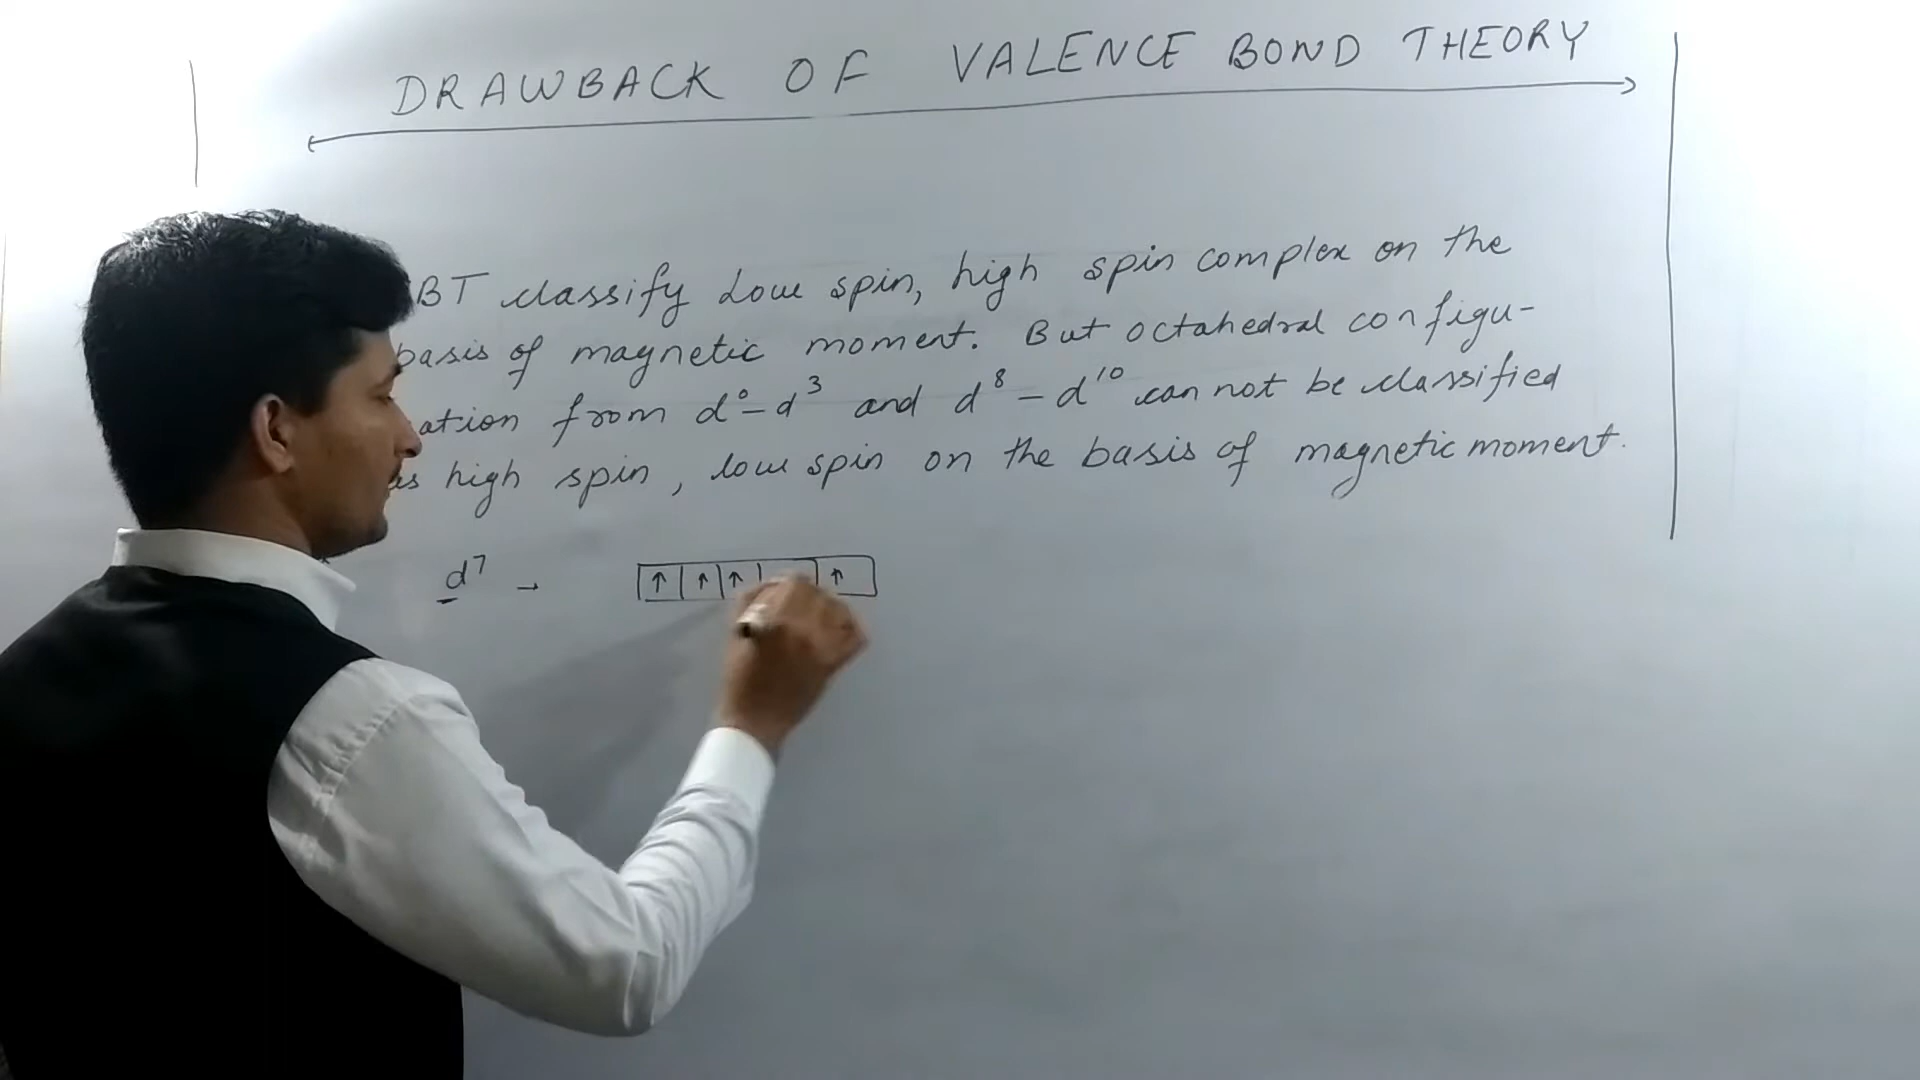 DRAWBACK OF VALENCE BOND THEORY
BT classify Low spin, high spin complex on the
basis of magnetic moment. But octahedral configu-
ation from d⁰-d³ and d⁸-d¹⁰ can not be classified
as high spin, low spin on the basis of magnetic moment.
d⁷ → ↑ ↑ ↑ ↑